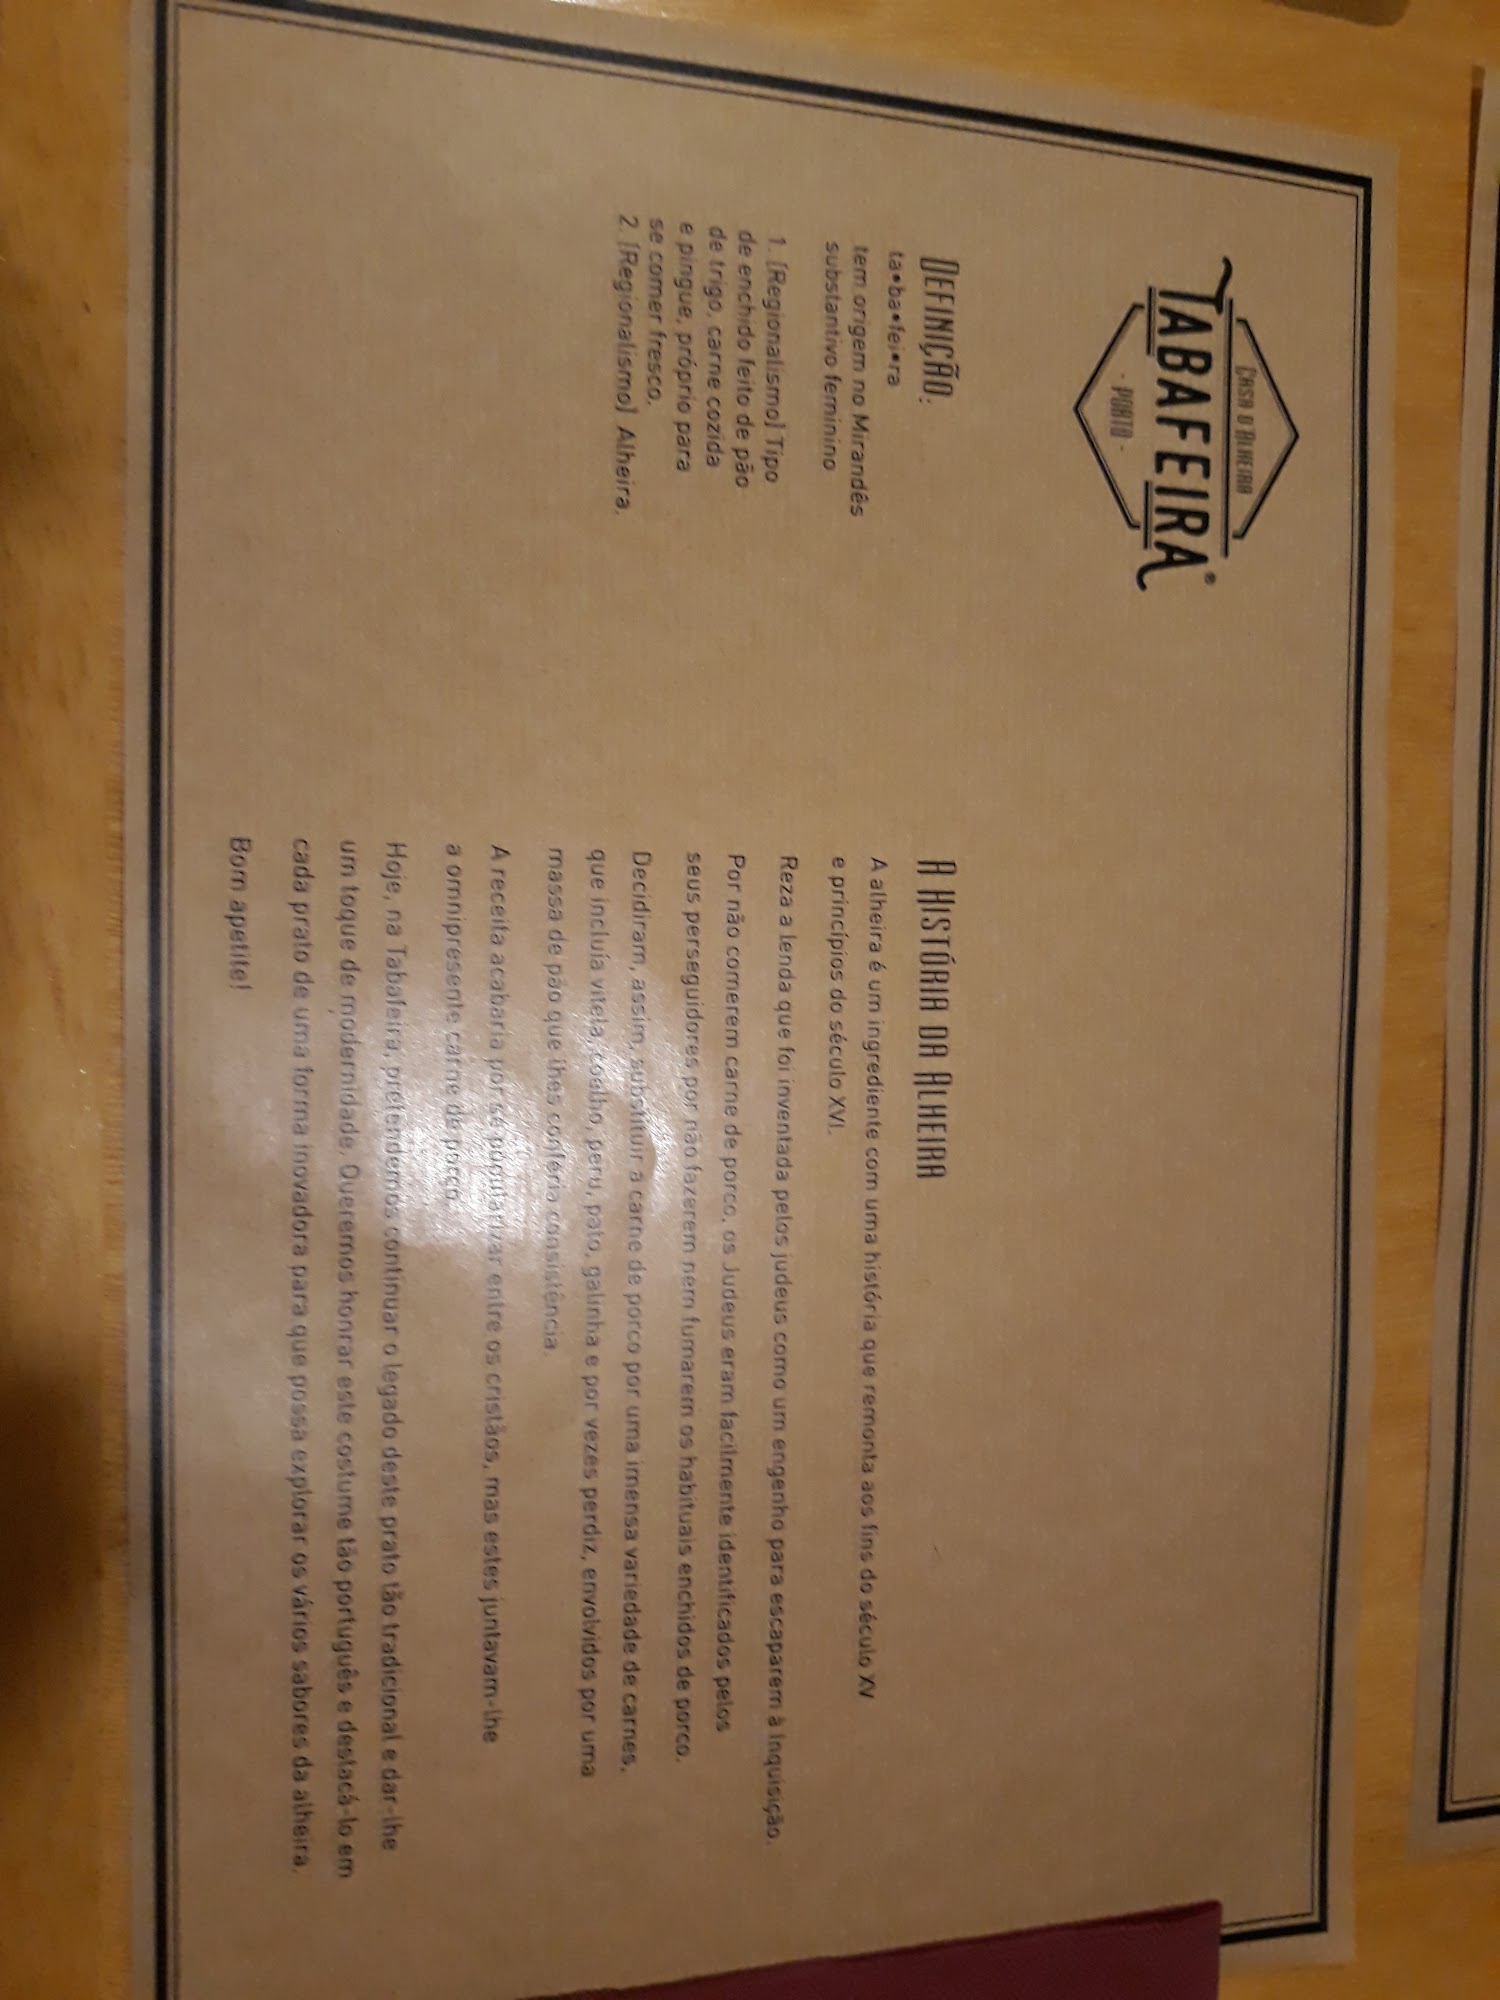 CASA D'ALHEIRA
TABAFEIRA®
- PORTO -
DEFINIÇÃO:
ta•ba•fei•ra
tem origem no Mirandês
substantivo feminino
1. [Regionalismo] Tipo
de enchido feito de pão
de trigo, carne cozida
e pingue, próprio para
se comer fresco.
2. [Regionalismo] Alheira.
A HISTÓRIA DA ALHEIRA
A alheira é um ingrediente com uma história que remonta aos fins do século XV
e princípios do século XVI.
Reza a lenda que foi inventada pelos judeus como um engenho para escaparem à Inquisição.
Por não comerem carne de porco, os Judeus eram facilmente identificados pelos
seus perseguidores por não fazerem nem fumarem os habituais enchidos de porco.
Decidiram, assim, substituir a carne de porco por uma imensa variedade de carnes,
que incluía vitela, coelho, peru, pato, galinha e por vezes perdiz, envolvidos por uma
massa de pão que lhes conferia consistência.
A receita acabaria por se popularizar entre os cristãos, mas estes juntavam-lhe
a omnipresente carne de porco.
Hoje, na Tabafeira, pretendemos continuar o legado deste prato tão tradicional e dar-lhe
um toque de modernidade. Queremos honrar este costume tão português e destacá-lo em
cada prato de uma forma inovadora para que possa explorar os vários sabores da alheira.
Bom apetite!